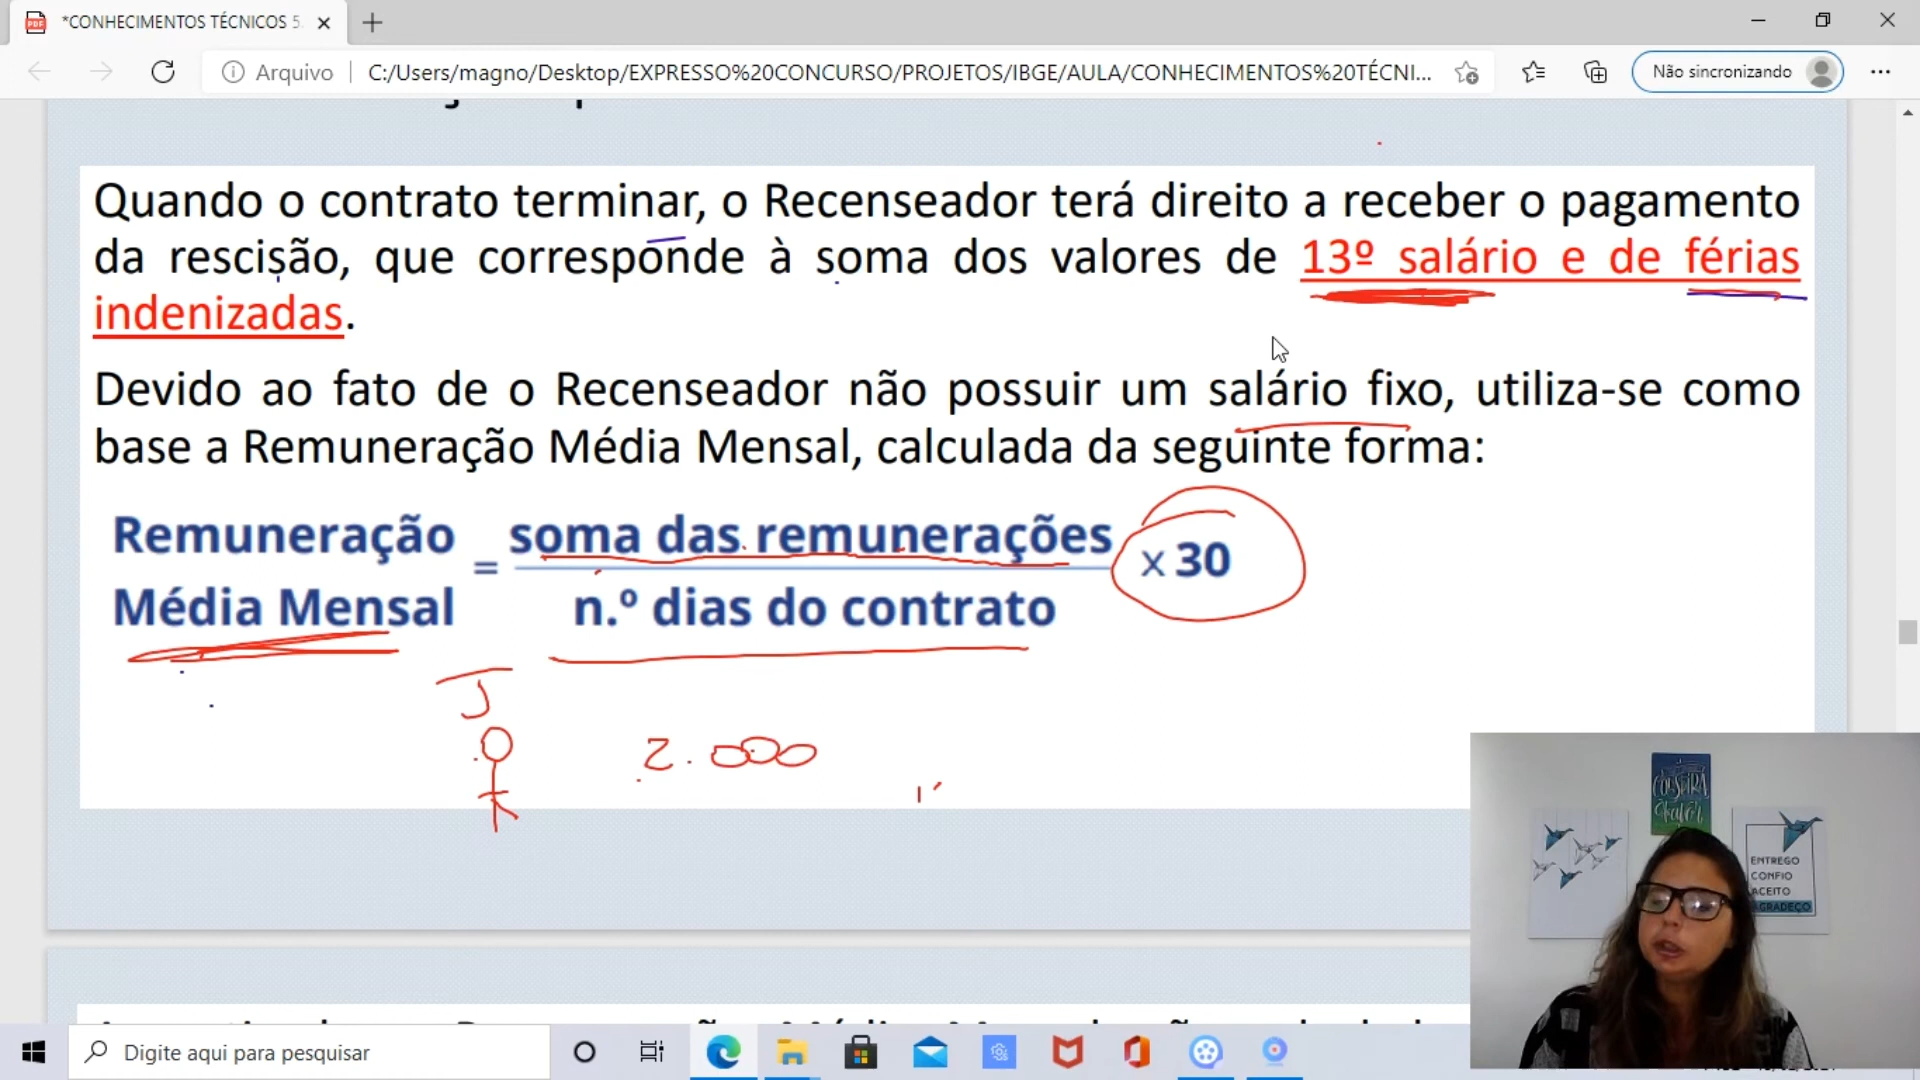 *CONHECIMENTOS TÉCNICOS 5.
Arquivo
C:/Users/magno/Desktop/EXPRESSO%20CONCURSO/PROJETOS/IBGE/AULA/CONHECIMENTOS%20TÉCNI...
Não sincronizando
Quando o contrato terminar, o Recenseador terá direito a receber o pagamento
da rescisão, que corresponde à soma dos valores de 13º salário e de férias
indenizadas.
Devido ao fato de o Recenseador não possuir um salário fixo, utiliza-se como
base a Remuneração Média Mensal, calculada da seguinte forma:
Remuneração
Média Mensal
=
soma das remunerações
n.º dias do contrato
x 30
J
2.000
ENTREGO
CONFIO
ACEITO
AGRADEÇO
Digite aqui para pesquisar